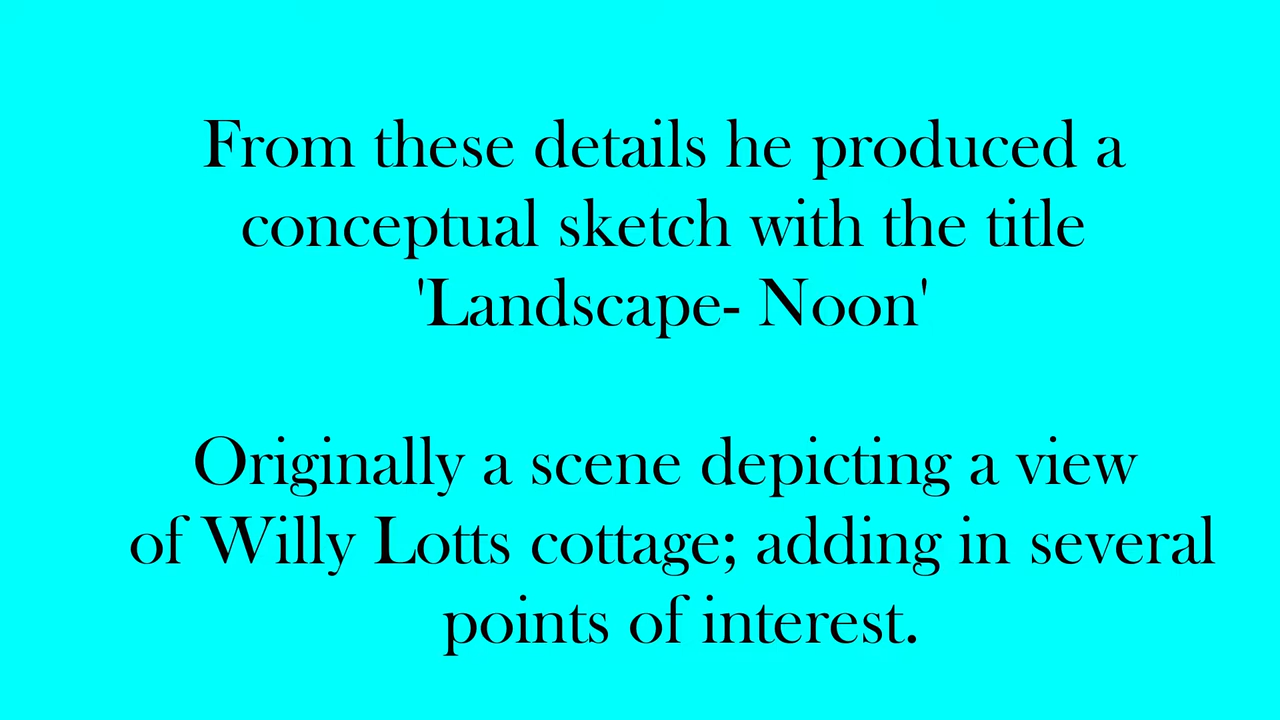 From these details he produced a
conceptual sketch with the title
'Landscape- Noon'
Originally a scene depicting a view
of Willy Lotts cottage; adding in several
points of interest.